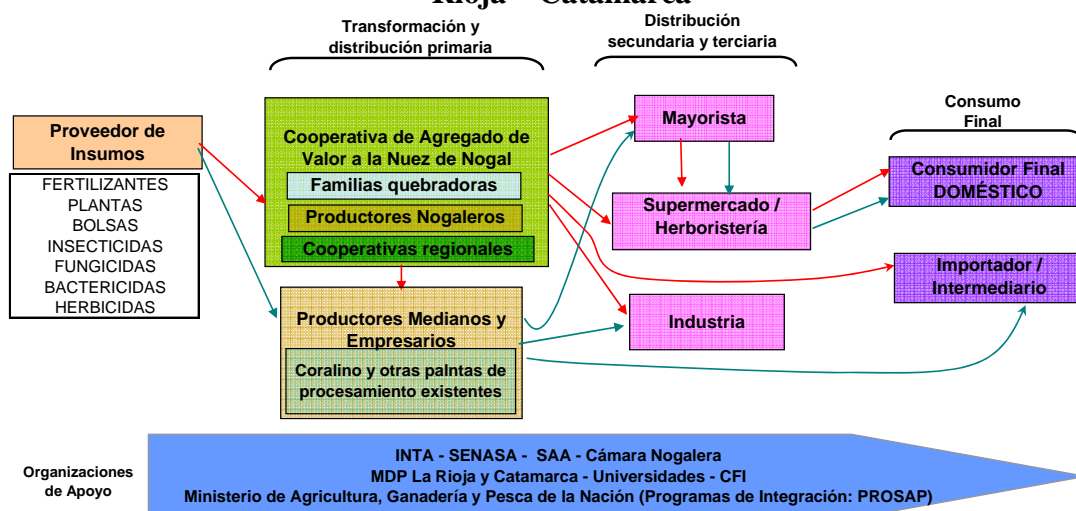 Rioja – Catamarca
Transformación y
distribución primaria
Distribución
secundaria y terciaria
Consumo
Final
Proveedor de
Insumos
FERTILIZANTES
PLANTAS
BOLSAS
INSECTICIDAS
FUNGICIDAS
BACTERICIDAS
HERBICIDAS
Cooperativa de Agregado de
Valor a la Nuez de Nogal
Familias quebradoras
Productores Nogaleros
Cooperativas regionales
Productores Medianos y
Empresarios
Coralino y otras palntas de
procesamiento existentes
Mayorista
Supermercado /
Herboristería
Industria
Consumidor Final
DOMÉSTICO
Importador /
Intermediario
Organizaciones
de Apoyo
INTA - SENASA - SAA - Cámara Nogalera
MDP La Rioja y Catamarca - Universidades - CFI
Ministerio de Agricultura, Ganadería y Pesca de la Nación (Programas de Integración: PROSAP)